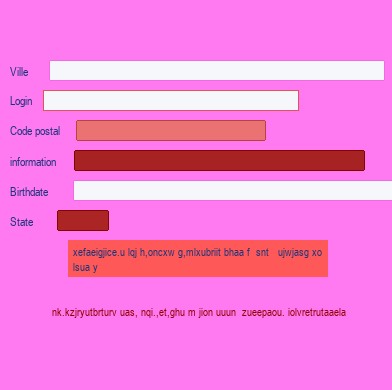 Ville
Login
Code postal
information
Birthdate
State
xefaeigjice.u lqj h,oncxw g,mlxubriit bhaa f snt ujwjasg xo
lsua y
nk.kzjryutbrturv uas, nqi.,et,ghu m jion uuun zueepaou. iolvretrutaaela